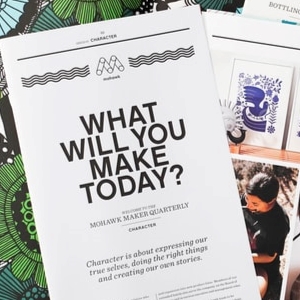 BOTTLING
CHARACTER
mohawk
WHAT
WILL YOU
MAKE
TODAY?
WELCOME TO THE
MOHAWK MAKER QUARTERLY
CHARACTER
Character is about expressing our
true selves, doing the right things
and creating our own stories.